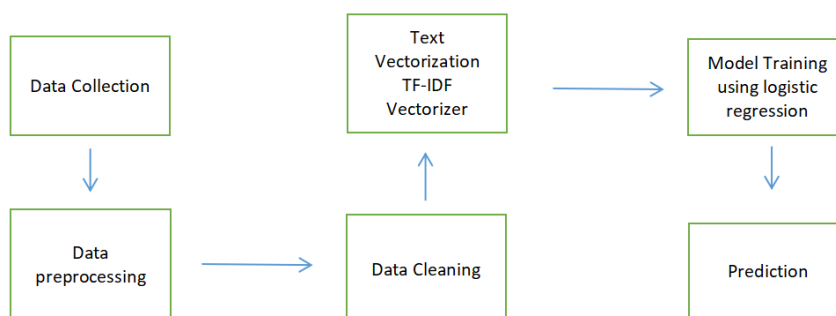 Data Collection
Data
preprocessing
Data Cleaning
Text
Vectorization
TF-IDF
Vectorizer
Model Training
using logistic
regression
Prediction